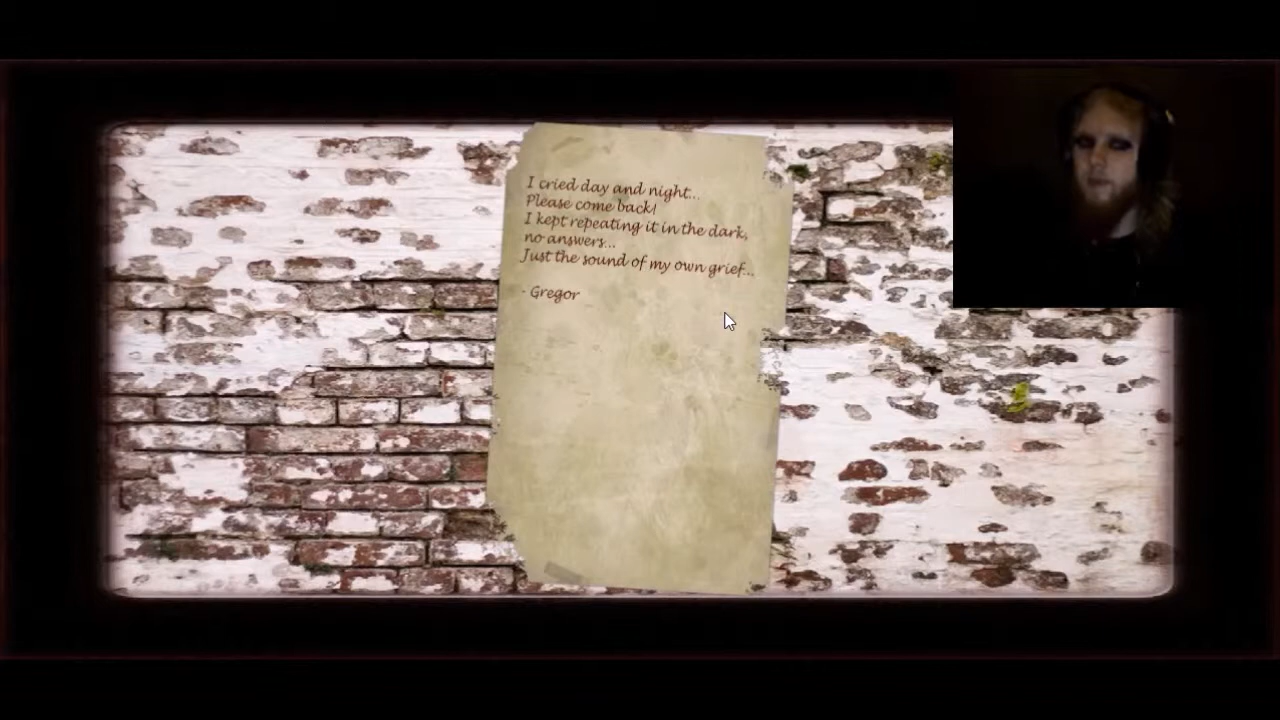 I cried day and night...
Please come back!
I kept repeating it in the dark,
no answers...
Just the sound of my own grief...
- Gregor